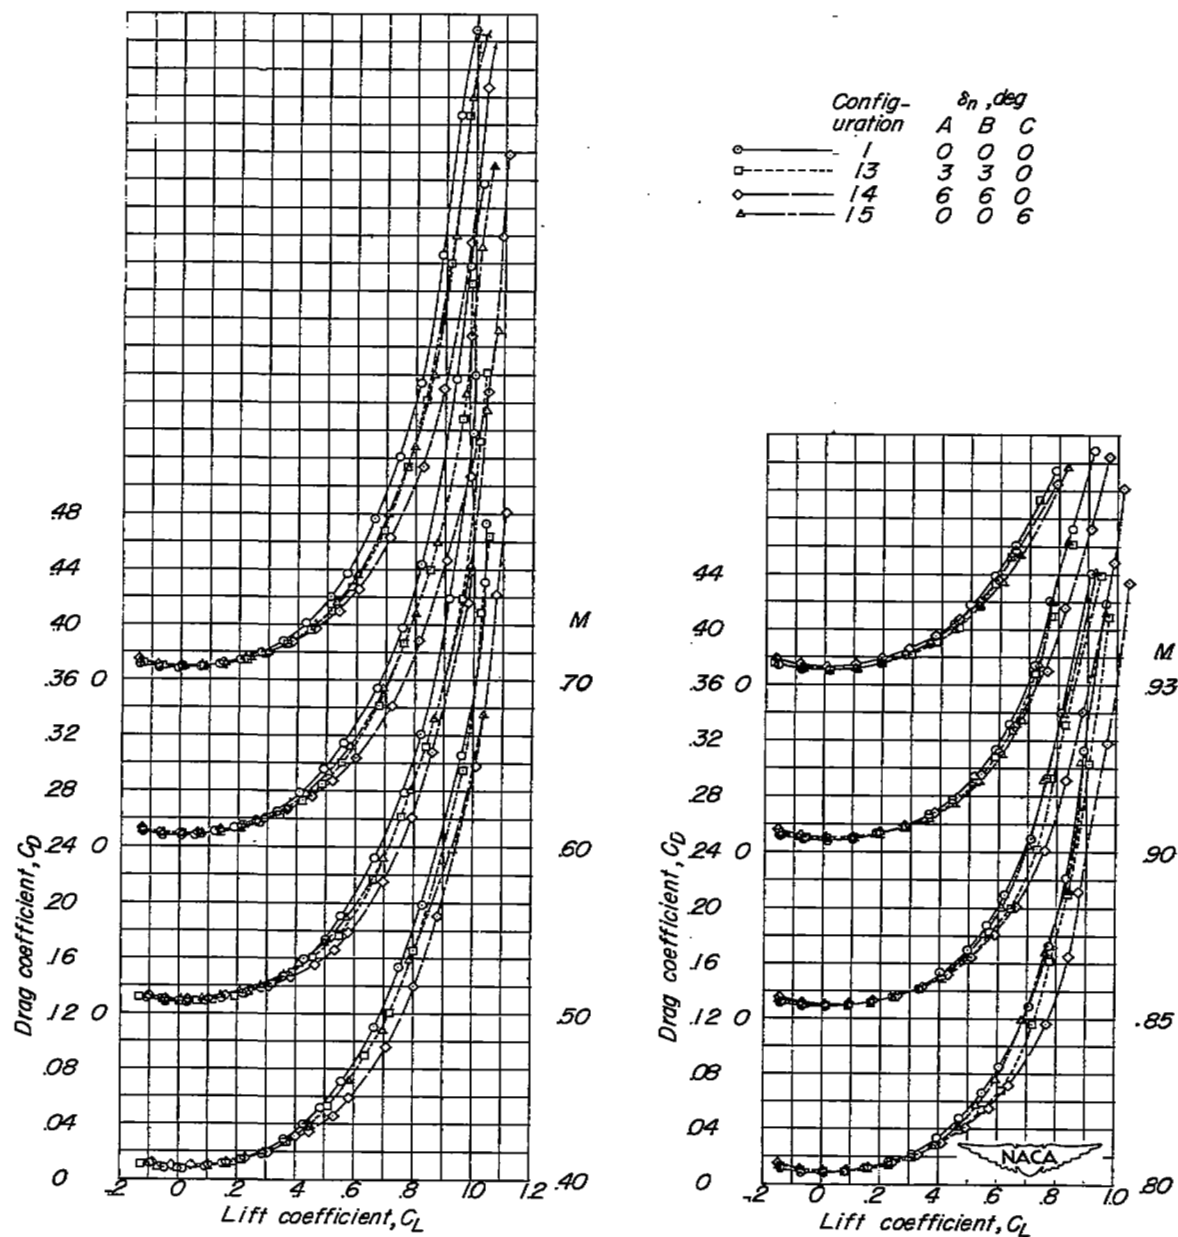 Config-
uration
δn, deg
A B C
1 0 0 0
13 3 3 0
14 6 6 0
15 0 0 6
.48
.44
.40
M
.36 0
.70
.32
.28
.24 0
.60
.20
.16
.12 0
.50
.08
.04
0
.40
Drag coefficient, CD
-.2 0 .2 .4 .6 .8 1.0 1.2
Lift coefficient, CL
.44
.40
M
.36 0
.93
.32
.28
.24 0
.90
.20
.16
.12 0
.85
.08
.04
0
.80
Drag coefficient, CD
NACA
-.2 0 .2 .4 .6 .8 1.0
Lift coefficient, CL